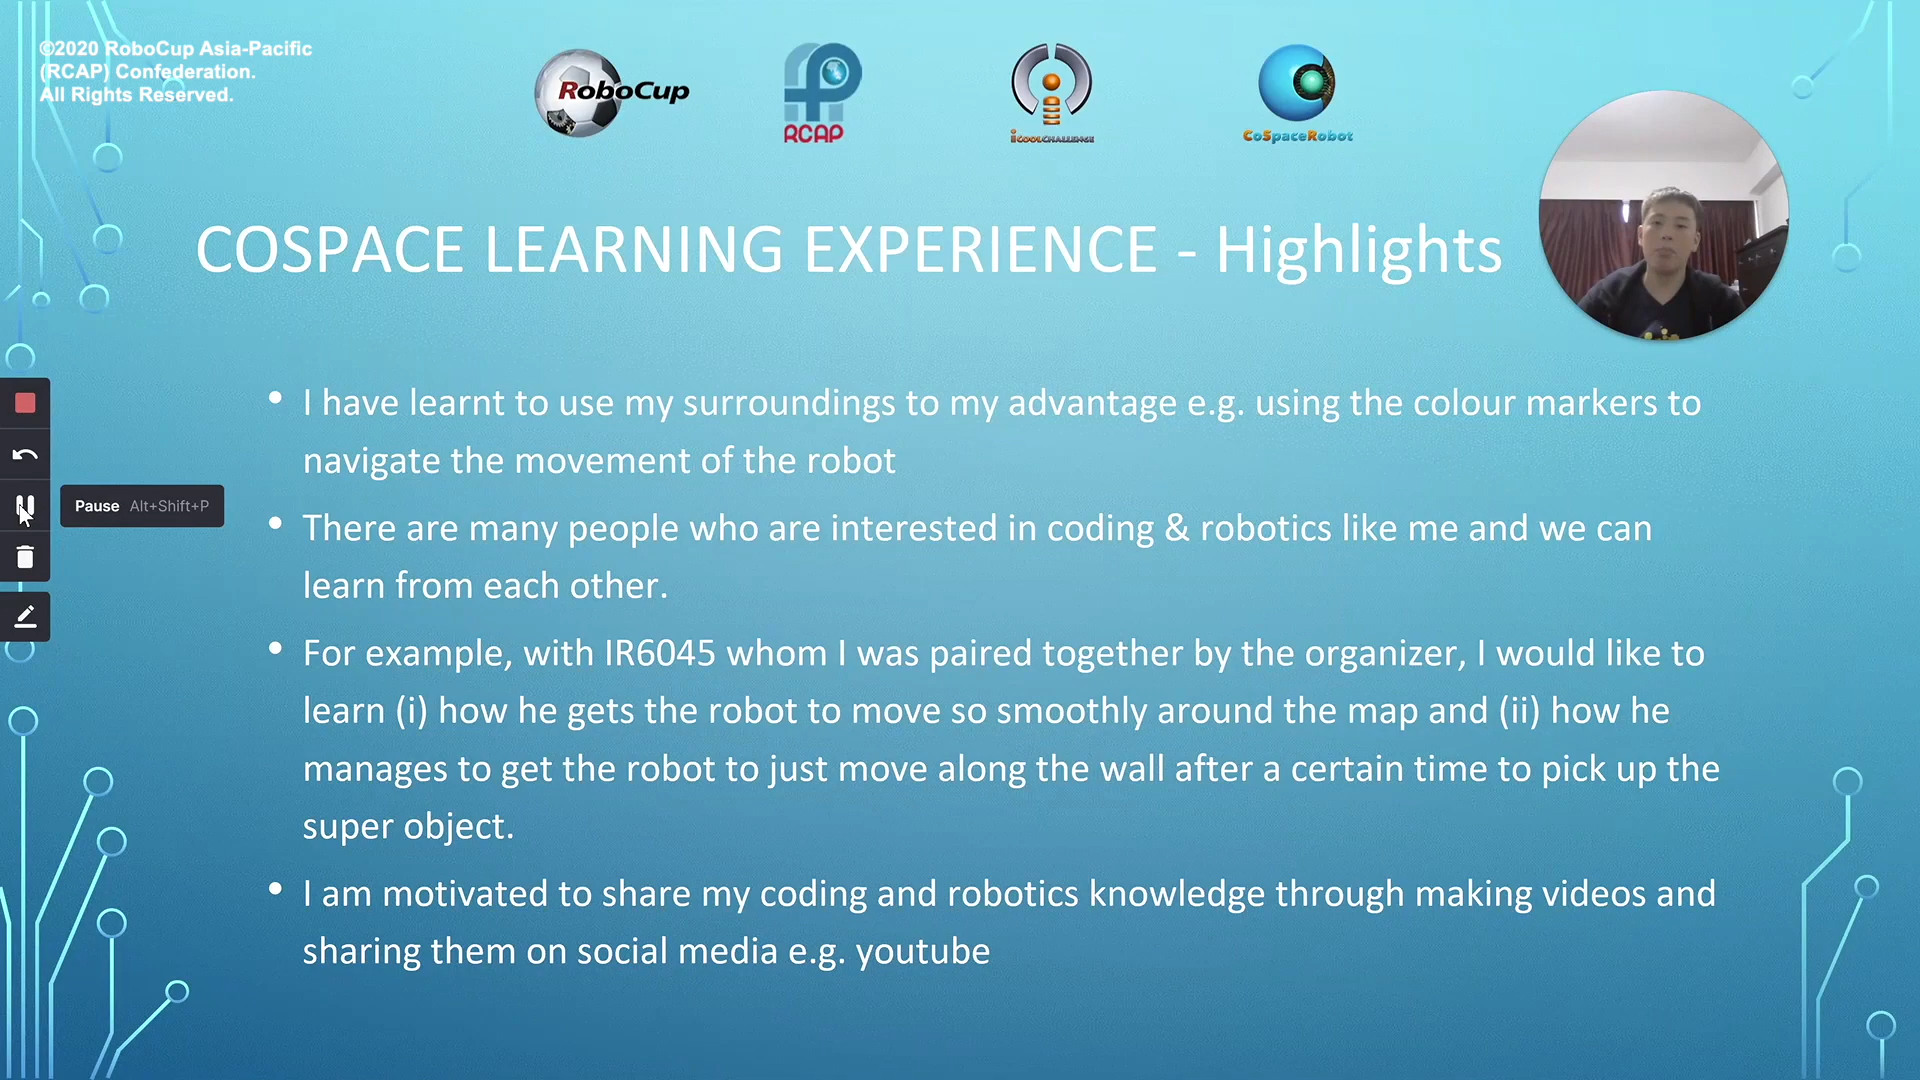 ©2020 RoboCup Asia-Pacific
(RCAP) Confederation.
All Rights Reserved.
RoboCup
RCAP
iCOOLCHALLENGE
CoSpaceRobot
COSPACE LEARNING EXPERIENCE - Highlights
• I have learnt to use my surroundings to my advantage e.g. using the colour markers to
navigate the movement of the robot
Pause Alt+Shift+P
• There are many people who are interested in coding & robotics like me and we can
learn from each other.
• For example, with IR6045 whom I was paired together by the organizer, I would like to
learn (i) how he gets the robot to move so smoothly around the map and (ii) how he
manages to get the robot to just move along the wall after a certain time to pick up the
super object.
• I am motivated to share my coding and robotics knowledge through making videos and
sharing them on social media e.g. youtube